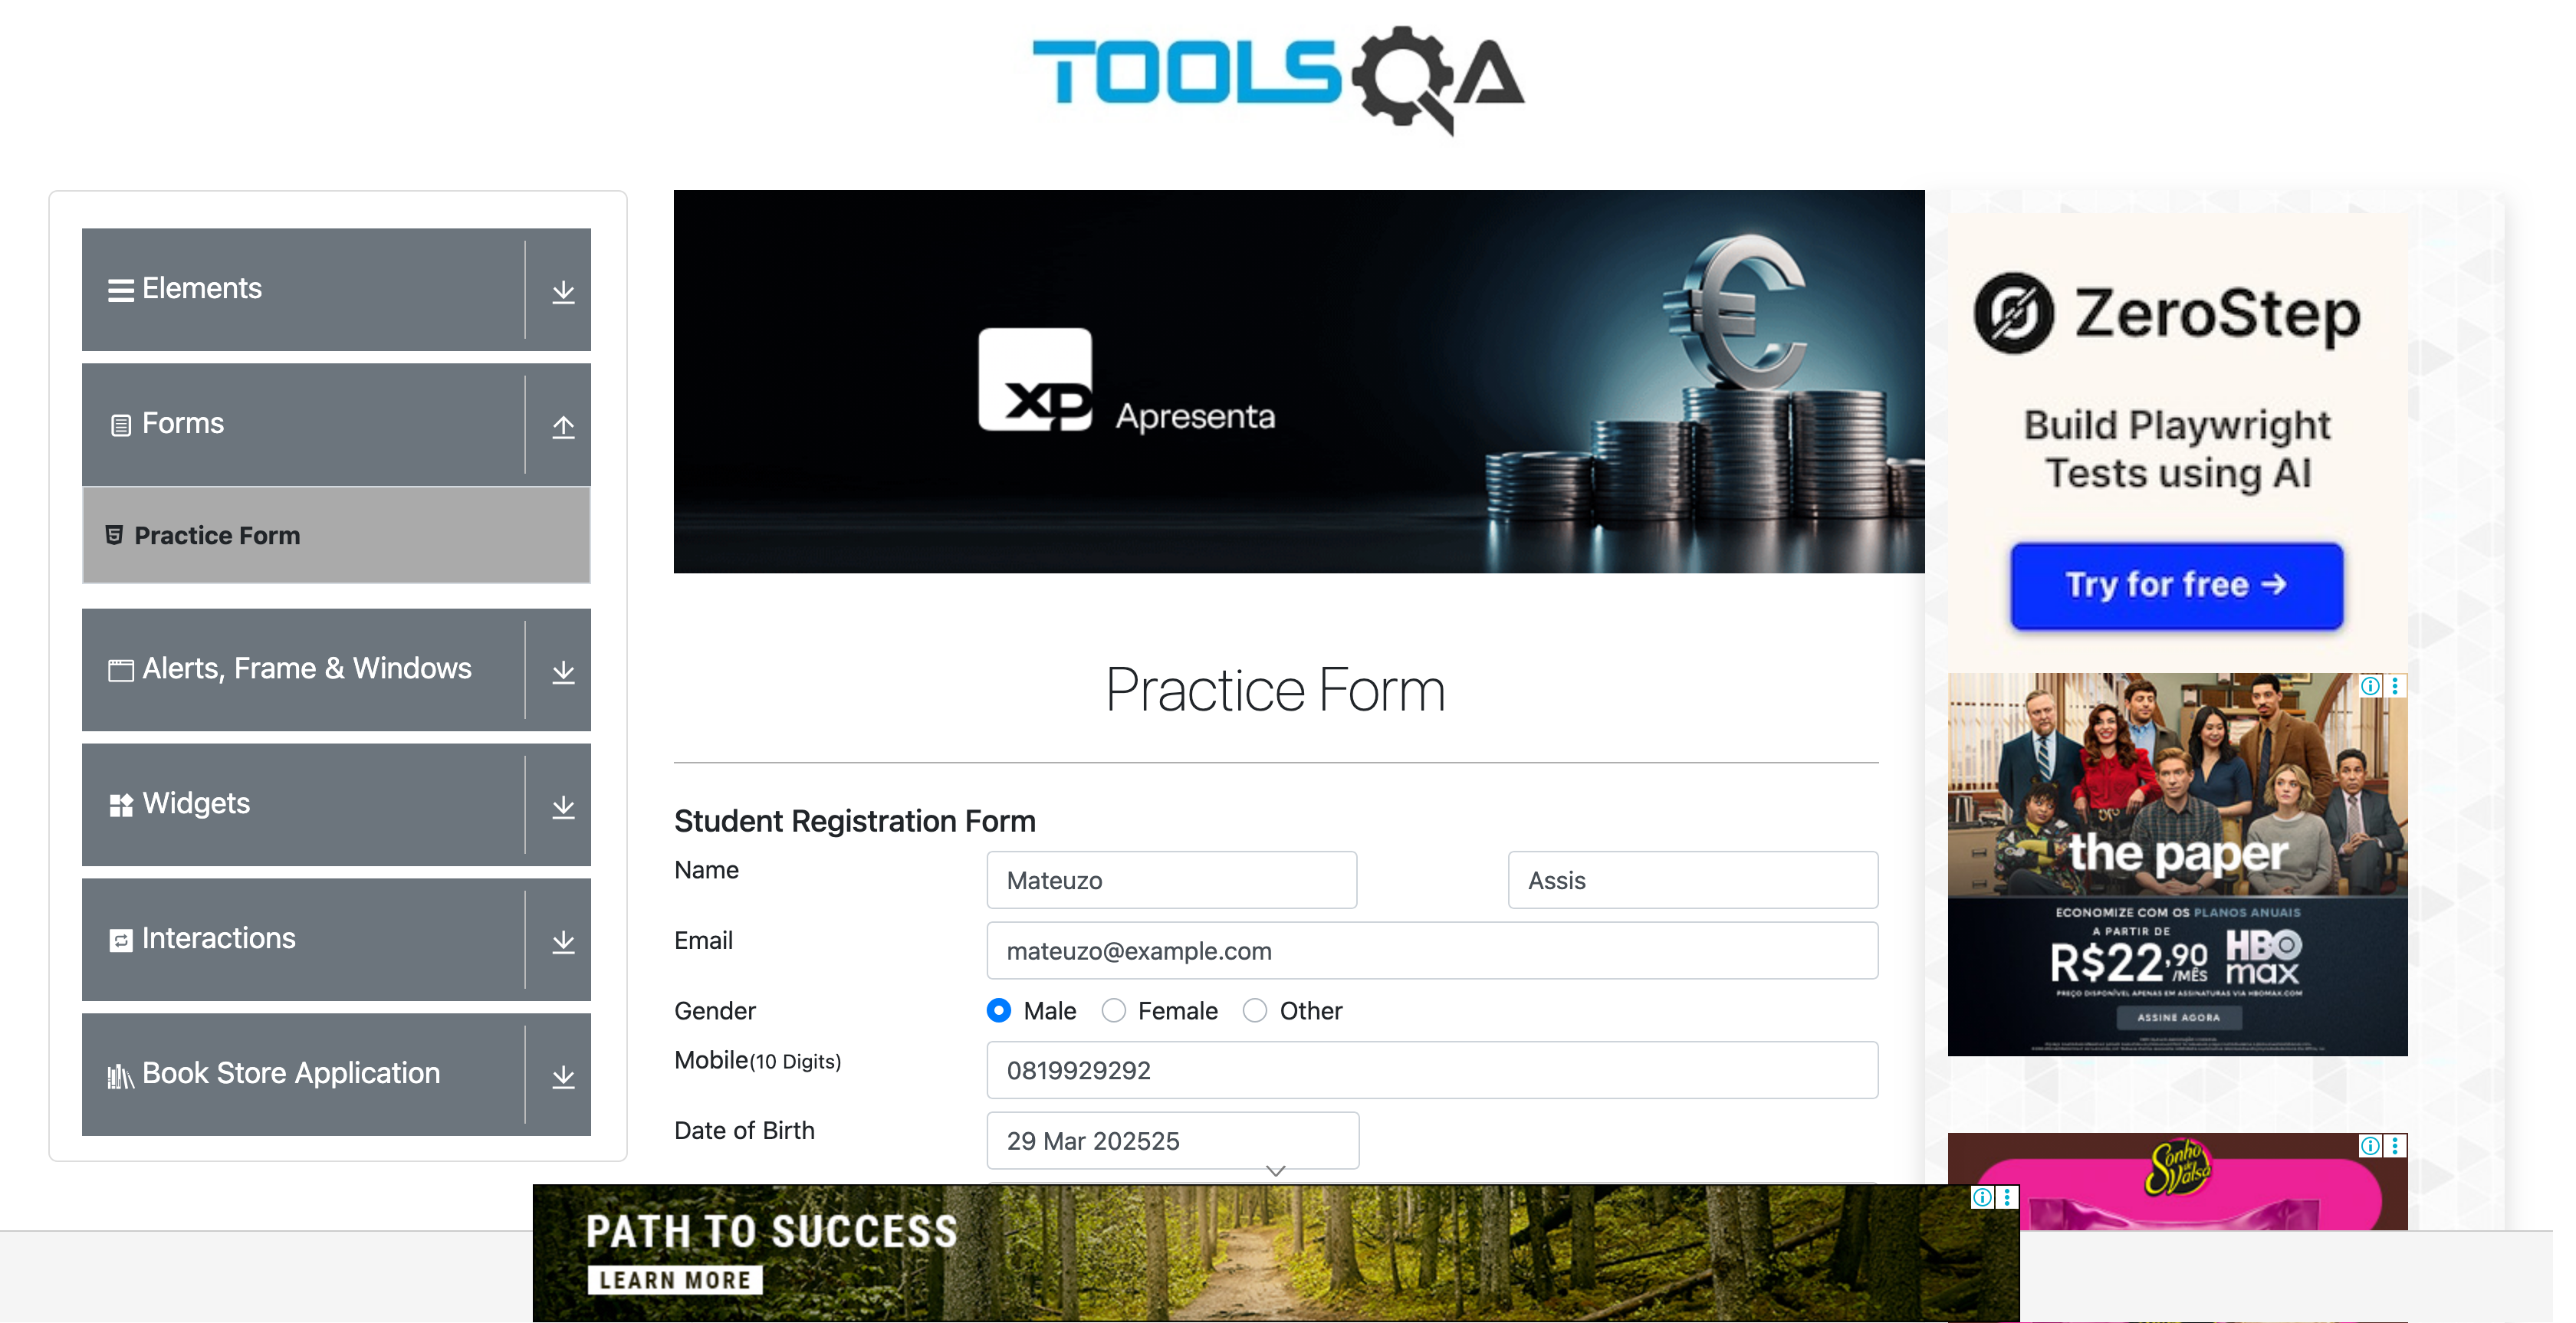 TOOLSQA
Elements
Forms
Practice Form
Alerts, Frame & Windows
Widgets
Interactions
Book Store Application
XP Apresenta
Practice Form
Student Registration Form
Name
Mateuzo
Assis
Email
mateuzo@example.com
Gender
Male
Female
Other
Mobile(10 Digits)
0819929292
Date of Birth
29 Mar 202525
ZeroStep
Build Playwright
Tests using AI
Try for free →
the paper
ECONOMIZE COM OS PLANOS ANUAIS
A PARTIR DE
R$22,90
/MÊS
HBO
max
PREÇO DISPONÍVEL APENAS EM ASSINATURAS VIA HBOMAX.COM
ASSINE AGORA
Sonho
de
Valsa
PATH TO SUCCESS
LEARN MORE